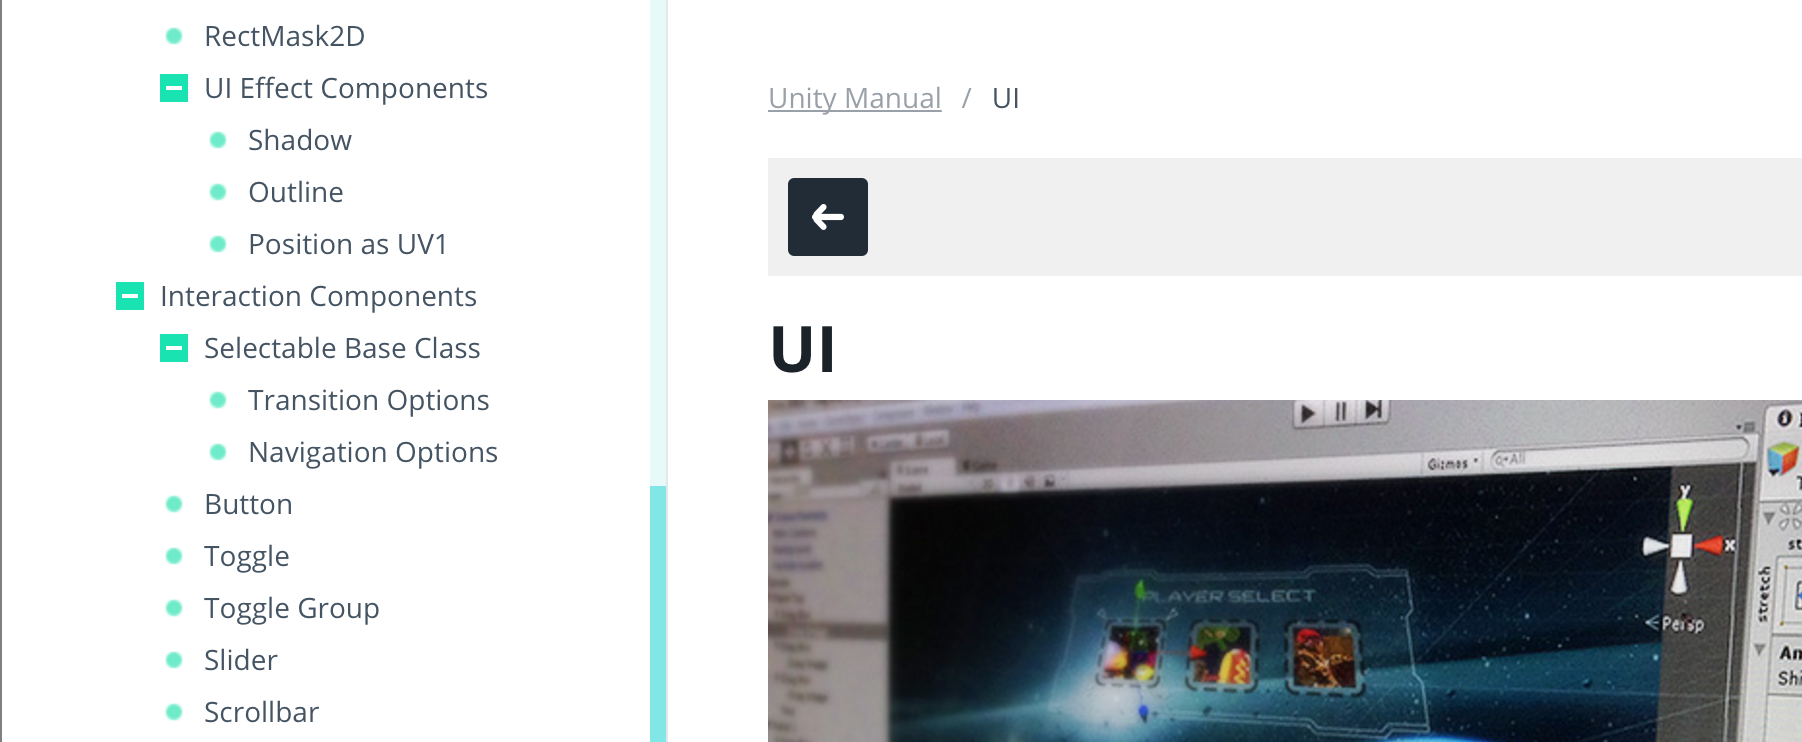 RectMask2D
UI Effect Components
Shadow
Outline
Position as UV1
Interaction Components
Selectable Base Class
Transition Options
Navigation Options
Button
Toggle
Toggle Group
Slider
Scrollbar
Unity Manual / UI
UI
Gizmos
All
y
x
Persp
PLAYER SELECT
stretch